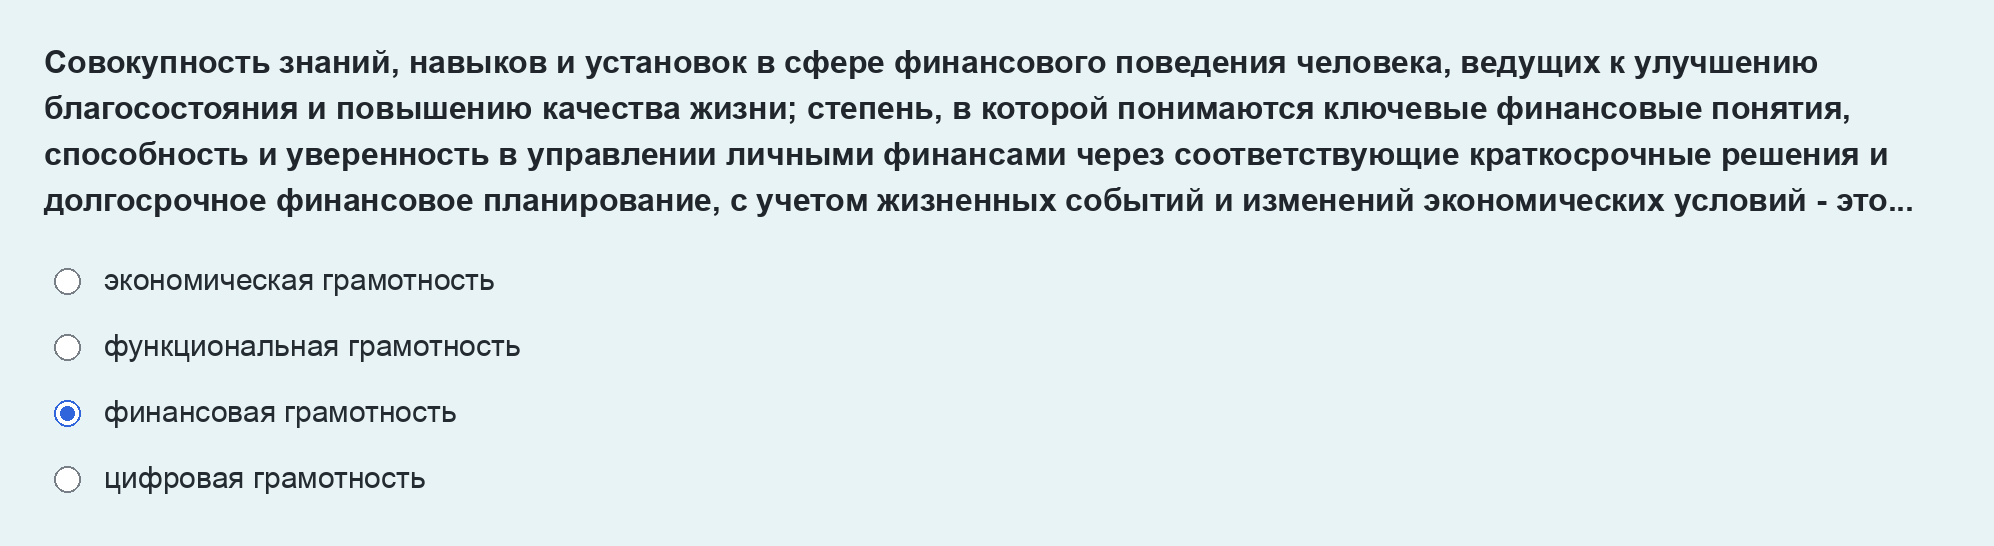 Совокупность знаний, навыков и установок в сфере финансового поведения человека, ведущих к улучшению
благосостояния и повышению качества жизни; степень, в которой понимаются ключевые финансовые понятия,
способность и уверенность в управлении личными финансами через соответствующие краткосрочные решения и
долгосрочное финансовое планирование, с учетом жизненных событий и изменений экономических условий - это...
экономическая грамотность
функциональная грамотность
финансовая грамотность
цифровая грамотность